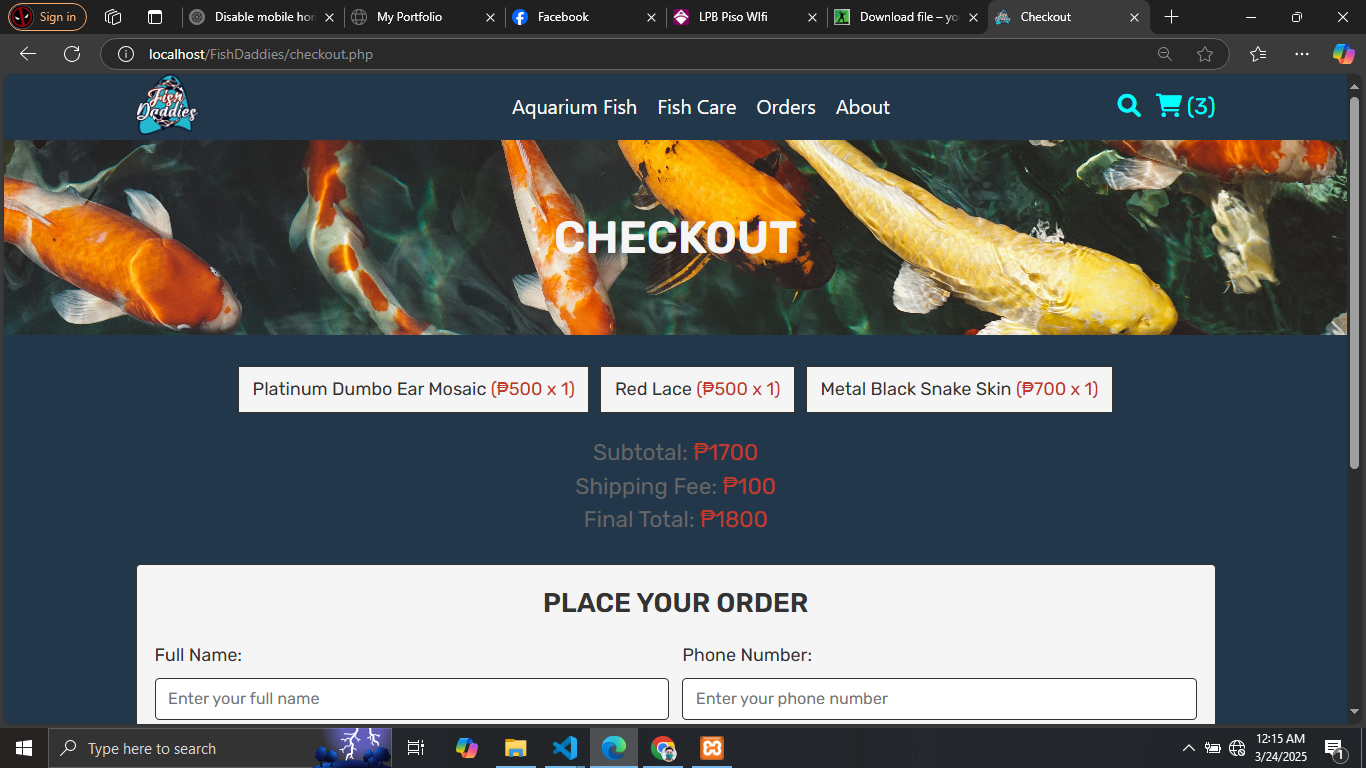 Sign in
Disable mobile hor
My Portfolio
Facebook
LPB Piso WIfi
Download file – yo
Checkout
localhost/FishDaddies/checkout.php
Fish Daddies
Aquarium Fish
Fish Care
Orders
About
(3)
CHECKOUT
Platinum Dumbo Ear Mosaic (₱500 x 1)
Red Lace (₱500 x 1)
Metal Black Snake Skin (₱700 x 1)
Subtotal: ₱1700
Shipping Fee: ₱100
Final Total: ₱1800
PLACE YOUR ORDER
Full Name:
Phone Number:
Enter your full name
Enter your phone number
Type here to search
12:15 AM
3/24/2025
1